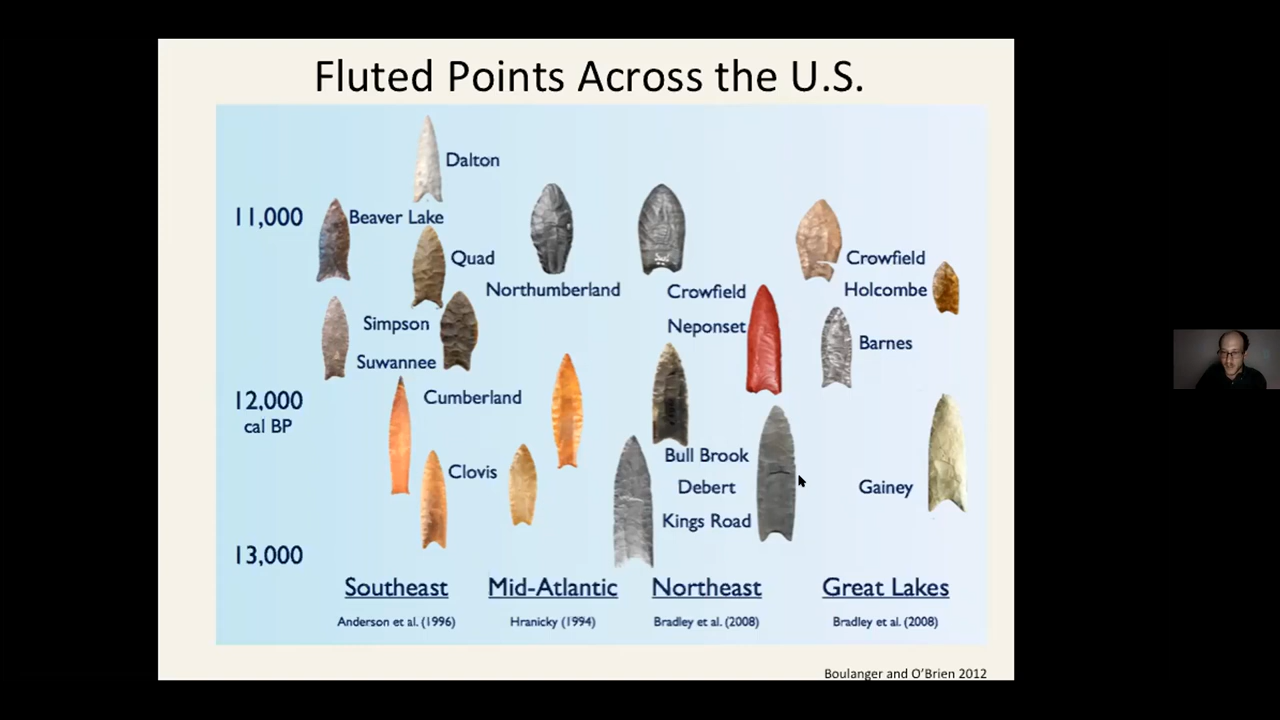 Fluted Points Across the U.S.
Dalton
11,000
Beaver Lake
Quad
Crowfield
Northumberland
Crowfield
Holcombe
Simpson
Neponset
Barnes
Suwannee
12,000
cal BP
Cumberland
Bull Brook
Clovis
Debert
Gainey
Kings Road
13,000
Southeast
Mid-Atlantic
Northeast
Great Lakes
Anderson et al. (1996)
Hranicky (1994)
Bradley et al. (2008)
Bradley et al. (2008)
Boulanger and O'Brien 2012